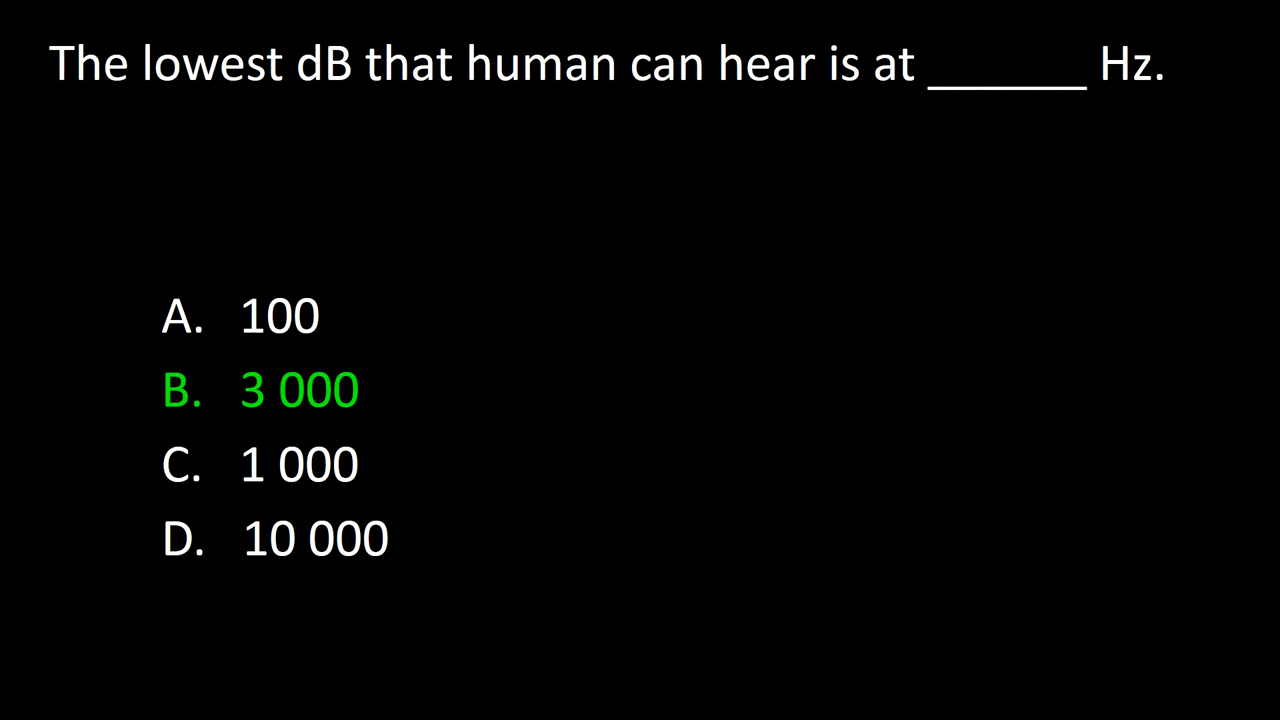 The lowest dB that human can hear is at ______ Hz.
A. 100
B. 3 000
C. 1 000
D. 10 000